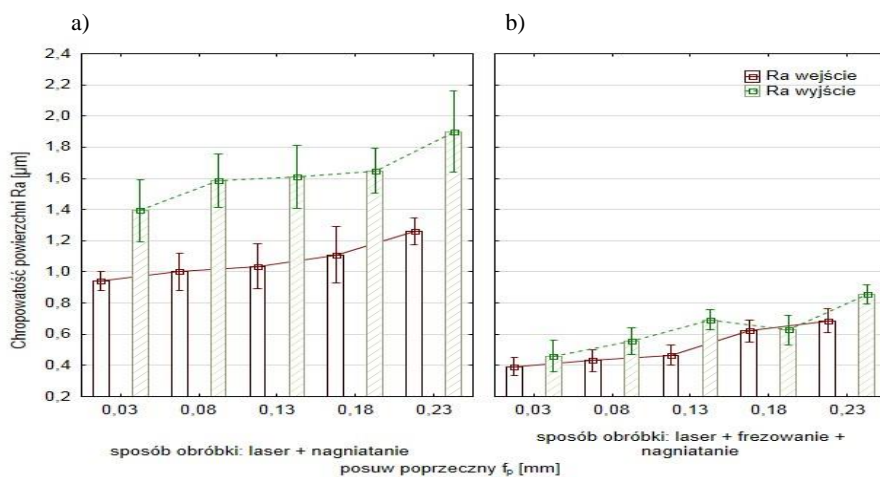 a)
b)
2,4
2,2
2,0
1,8
1,6
1,4
1,2
1,0
0,8
0,6
0,4
0,2
Chropowatość powierzchni Ra [µm]
Ra wejście
Ra wyjście
0,03 0,08 0,13 0,18 0,23
0,03 0,08 0,13 0,18 0,23
sposób obróbki: laser + nagniatanie
sposób obróbki: laser + frezowanie +
nagniatanie
posuw poprzeczny fp [mm]